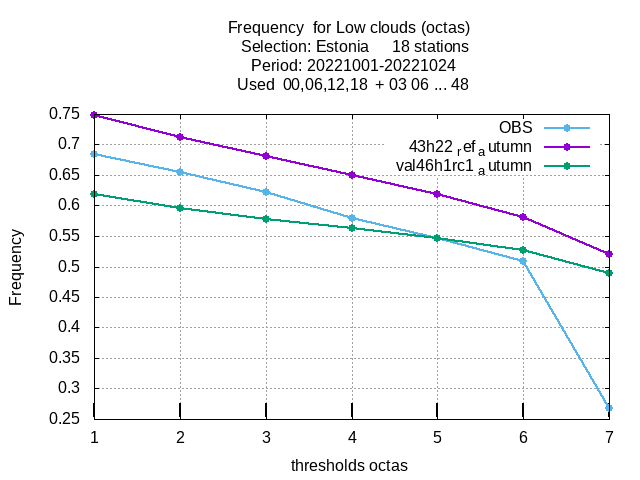 Frequency  for Low clouds (octas)
Selection: Estonia     18 stations
Period: 20221001-20221024
Used  00,06,12,18  + 03 06 ... 48
0.75
0.7
0.65
0.6
0.55
0.5
0.45
0.4
0.35
0.3
0.25
OBS
43h22 ref a utumn
val46h1rc1 a utumn
Frequency
1 2 3 4 5 6 7
thresholds octas